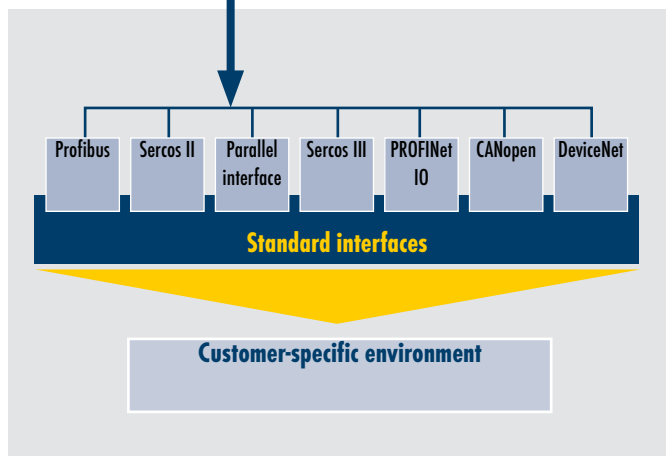 Profibus
Sercos II
Parallel
interface
Sercos III
PROFINet
IO
CANopen
DeviceNet
Standard interfaces
Customer-specific environment